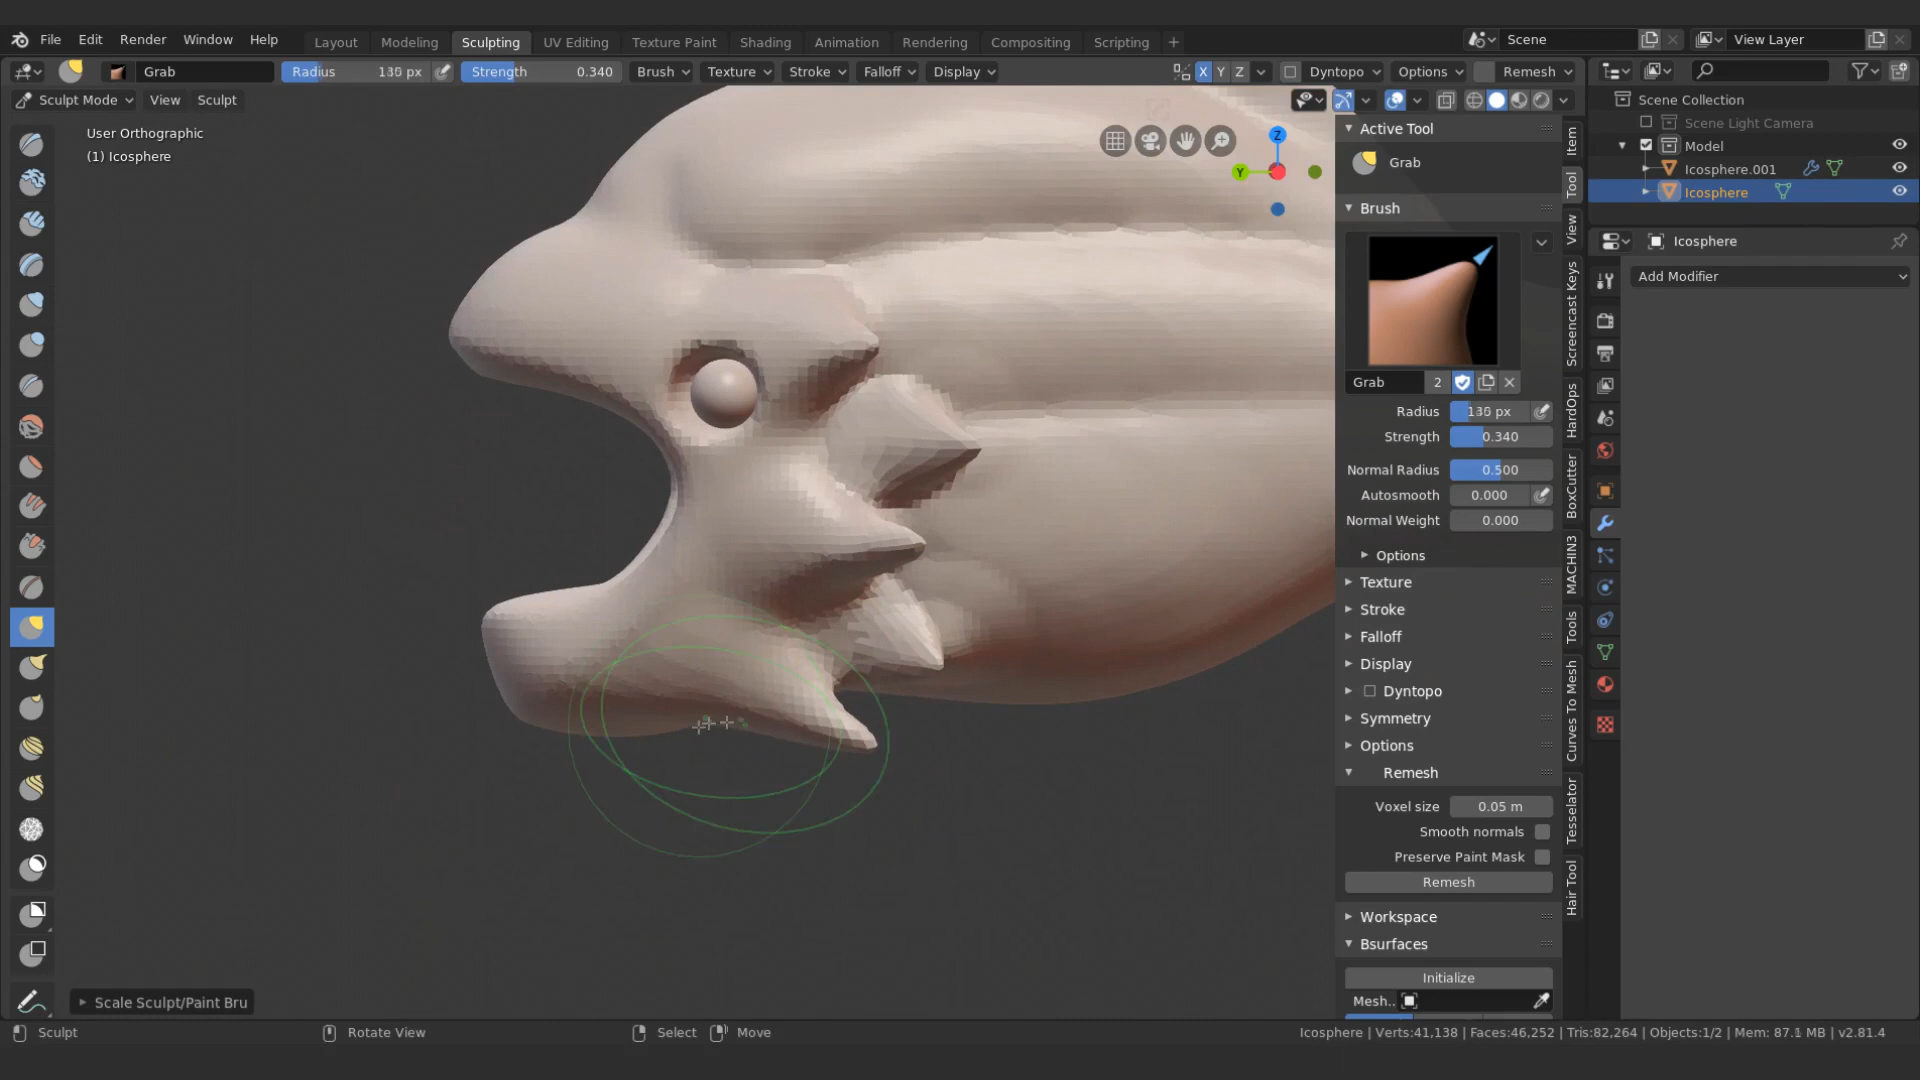 File Edit Render Window Help Layout Modeling Sculpting UV Editing Texture Paint Shading Animation Rendering Compositing Scripting + Scene View Layer
Grab Radius Strength 0.340 Brush Texture Stroke Falloff Display X Y Z Dyntopo Options Remesh
Sculpt Mode View Sculpt
User Orthographic
(1) Icosphere
Z
Y
Active Tool
Grab
Brush
Grab 2
Radius
Strength 0.340
Normal Radius 0.500
Autosmooth 0.000
Normal Weight 0.000
Options
Texture
Stroke
Falloff
Display
Dyntopo
Symmetry
Options
Remesh
Voxel size 0.05 m
Smooth normals
Preserve Paint Mask
Remesh
Workspace
Bsurfaces
Initialize
Mesh..
Item
Tool
View
Screencast Keys
HardOps
BoxCutter
MACHIN3
Tools
Curves To Mesh
Tesselator
Hair Tool
Scene Collection
Scene Light Camera
Model
Icosphere.001
Icosphere
Icosphere
Add Modifier
Scale Sculpt/Paint Bru
Sculpt Rotate View Select Move Icosphere | Verts:41,138 | Faces:46,252 | Tris:82,264 | Objects:1/2 | Mem: 87.1 MB | v2.81.4